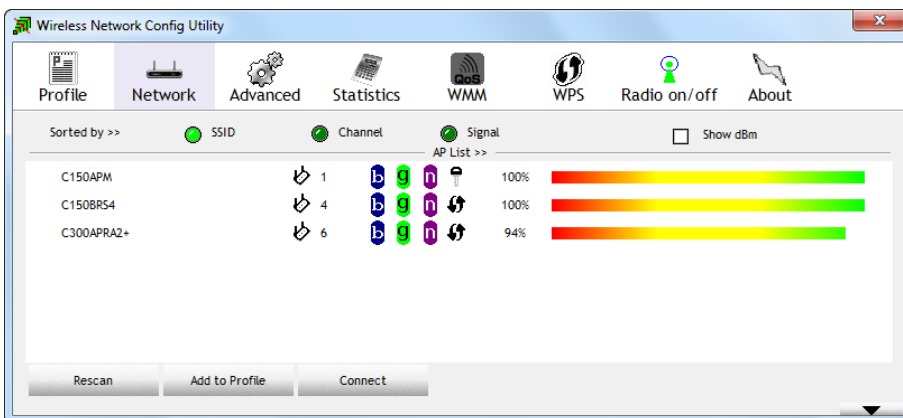 Wireless Network Config Utility
P
Profile Network Advanced Statistics QoS WMM WPS Radio on/off About
Sorted by >> SSID Channel Signal Show dBm
AP List >>
C150APM 1 b g n 100%
C150BRS4 4 b g n 100%
C300APRA2+ 6 b g n 94%
Rescan Add to Profile Connect